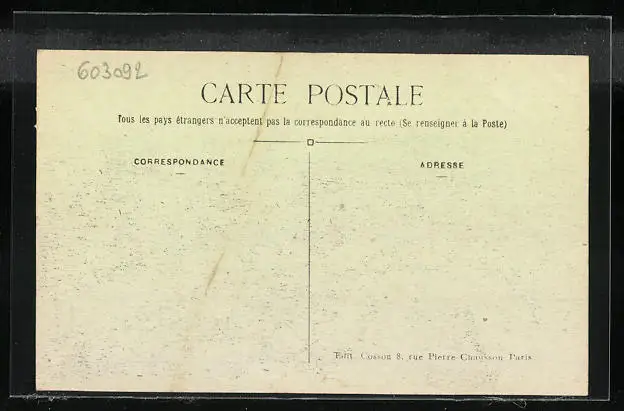 603092
CARTE POSTALE
Tous les pays étrangers n'acceptent pas la correspondance au recto (Se renseigner à la Poste)
CORRESPONDANCE
ADRESSE
Edit. Cosson 8, rue Pierre Chausson Paris